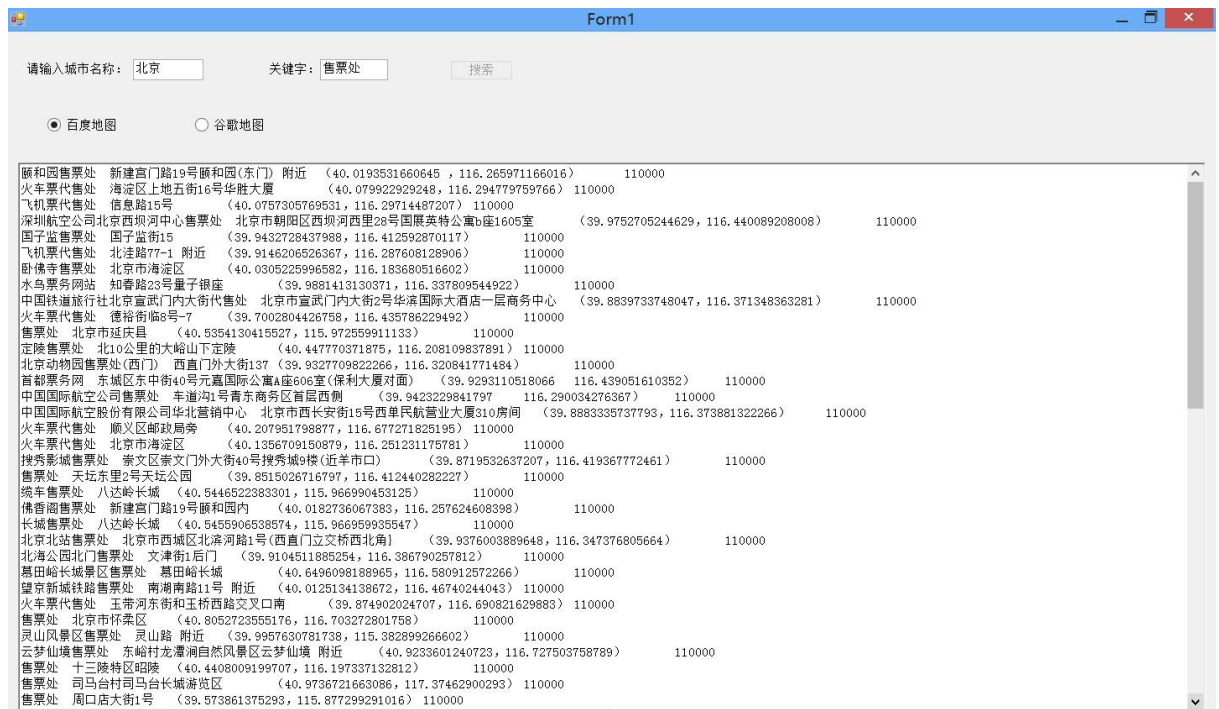 Form1
请输入城市名称： 北京 关键字： 售票处 搜索
百度地图 谷歌地图
颐和园售票处 新建宫门路19号颐和园(东门) 附近 （40.0193531660645 ，116.265971166016） 110000
火车票代售处 海淀区上地五街16号华胜大厦 （40.079922929248，116.294779759766） 110000
飞机票代售处 信息路15号 （40.0757305769531，116.29714487207） 110000
深圳航空公司北京西坝河中心售票处 北京市朝阳区西坝河西里28号国展英特公寓b座1605室 （39.9752705244629，116.440089208008） 110000
国子监售票处 国子监街15 （39.9432728437988，116.412592870117） 110000
飞机票代售处 北洼路77-1 附近 （39.9146206526367，116.287608128906） 110000
卧佛寺售票处 北京市海淀区 （40.0305225996582，116.183680516602） 110000
水鸟票务网站 知春路23号量子银座 （39.9881413130371，116.337809544922） 110000
中国铁道旅行社北京宣武门内大街代售处 北京市宣武门内大街2号华滨国际大酒店一层商务中心 （39.8839733748047，116.371348363281） 110000
火车票代售处 德裕街临8号-7 （39.7002804426758，116.435786229492） 110000
售票处 北京市延庆县 （40.5354130415527，115.972559911133） 110000
定陵售票处 北10公里的大峪山下定陵 （40.447770371875，116.208109837891） 110000
北京动物园售票处(西门) 西直门外大街137 （39.9327709822266，116.320841771484） 110000
首都票务网 东城区东中街40号元嘉国际公寓A座606室(保利大厦对面) （39.9293110518066 116.439051610352） 110000
中国国际航空公司售票处 车道沟1号青东商务区首层西侧 （39.9423229841797 116.290034276367） 110000
中国国际航空股份有限公司华北营销中心 北京市西长安街15号西单民航营业大厦310房间 （39.8883335737793，116.373881322266） 110000
火车票代售处 顺义区邮政局旁 （40.207951798877，116.677271825195） 110000
火车票代售处 北京市海淀区 （40.1356709150879，116.251231175781） 110000
搜秀影城售票处 崇文区崇文门外大街40号搜秀城9楼(近羊市口) （39.8719532637207，116.419367772461） 110000
售票处 天坛东里2号天坛公园 （39.8515026716797，116.412440282227） 110000
缆车售票处 八达岭长城 （40.5446522383301，115.966990453125） 110000
佛香阁售票处 新建宫门路19号颐和园内 （40.0182736067383，116.257624608398） 110000
长城售票处 八达岭长城 （40.5455906538574，115.966959935547） 110000
北京北站售票处 北京市西城区北滨河路1号(西直门立交桥西北角} （39.9376003889648，116.347376805664） 110000
北海公园北门售票处 文津街1后门 （39.9104511885254，116.386790257812） 110000
慕田峪长城景区售票处 慕田峪长城 （40.6496098188965，116.580912572266） 110000
望京新城铁路售票处 南湖南路11号 附近 （40.0125134138672，116.46740244043） 110000
火车票代售处 玉带河东街和玉桥西路交叉口南 （39.874902024707，116.690821629883） 110000
售票处 北京市怀柔区 （40.8052723555176，116.703272801758） 110000
灵山风景区售票处 灵山路 附近 （39.9957630781738，115.382899266602） 110000
云梦仙境售票处 东峪村龙潭涧自然风景区云梦仙境 附近 （40.9233601240723，116.727503758789） 110000
售票处 十三陵特区昭陵 （40.4408009199707，116.197337132812） 110000
售票处 司马台村司马台长城游览区 （40.9736721663086，117.37462900293） 110000
售票处 周口店大街1号 （39.573861375293，115.877299291016） 110000